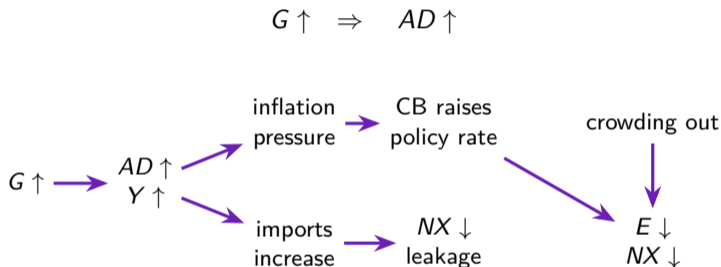 G ↑ ⇒ AD ↑
inflation
pressure
CB raises
policy rate
crowding out
G ↑
AD ↑
Y ↑
imports
increase
NX ↓
leakage
E ↓
NX ↓